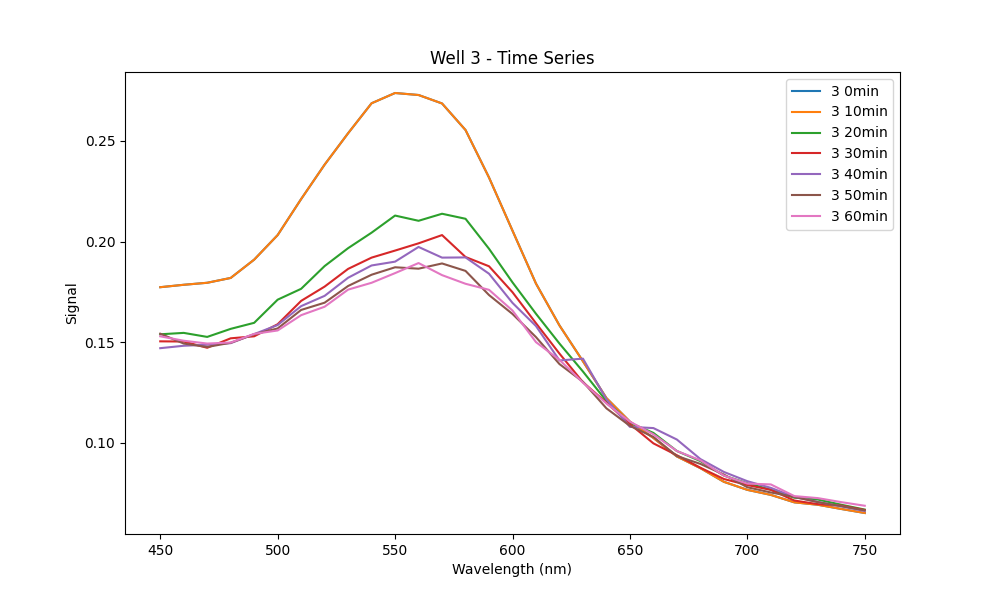 Well 3 - Time Series
3 0min
3 10min
3 20min
3 30min
3 40min
3 50min
3 60min
0.25
0.20
0.15
0.10
Signal
450 500 550 600 650 700 750
Wavelength (nm)